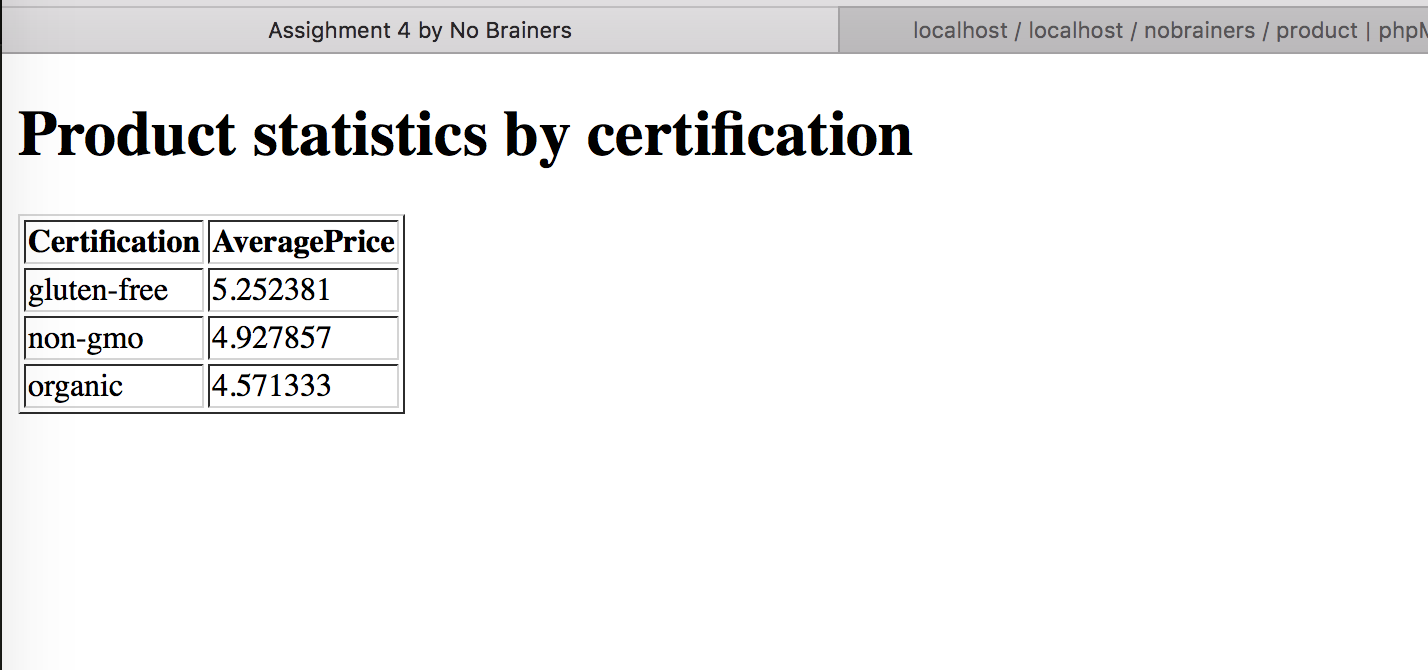 Assighment 4 by No Brainers
localhost / localhost / nobrainers / product |
Product statistics by certification
Certification AveragePrice
gluten-free 5.252381
non-gmo 4.927857
organic 4.571333